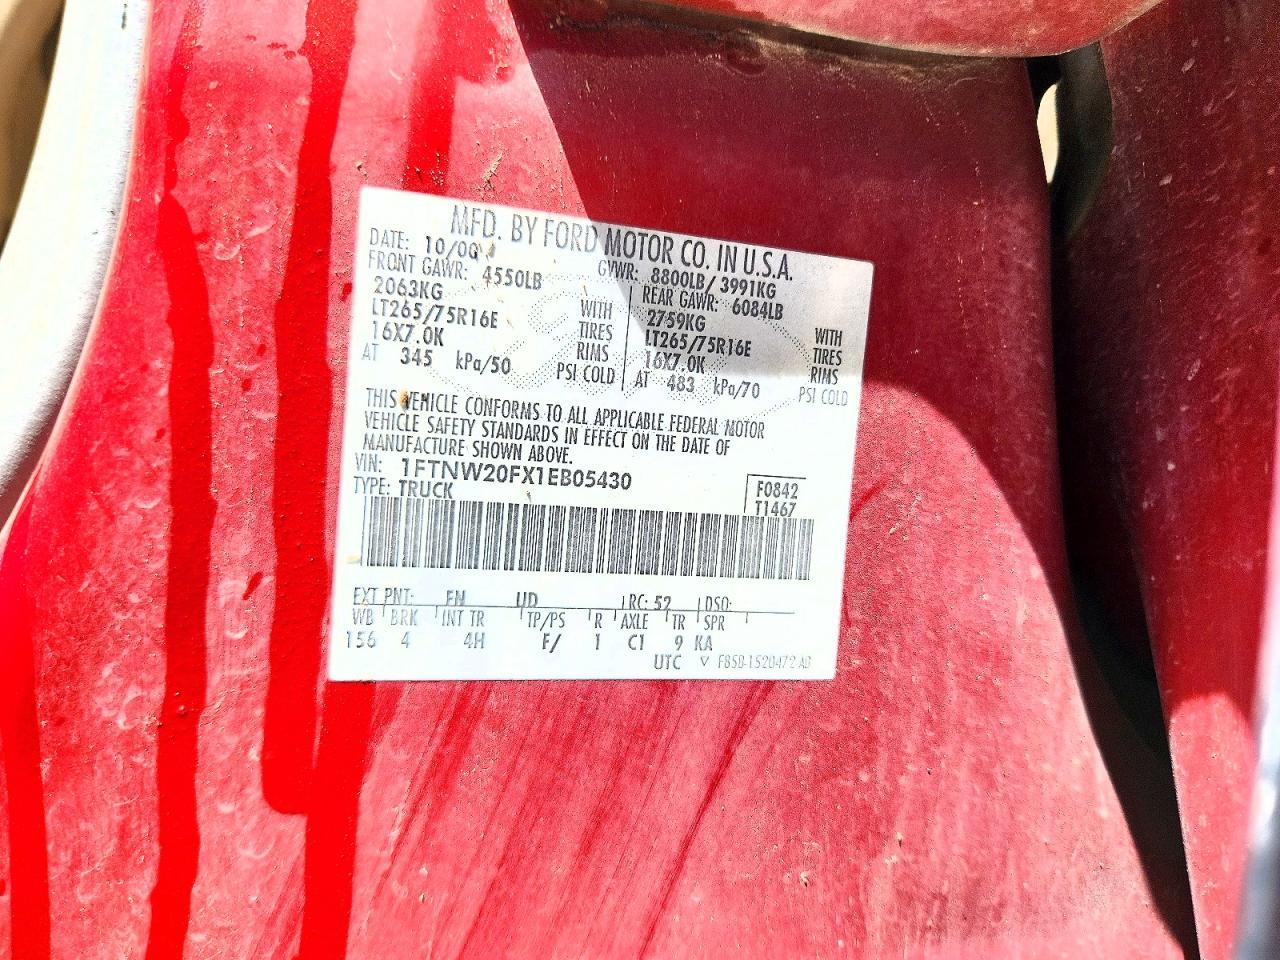 MFD. BY FORD MOTOR CO. IN U.S.A.
DATE: 10/00 GVWR: 8800LB/ 3991KG
FRONT GAWR: 4550LB REAR GAWR: 6084LB
2063KG WITH 2759KG WITH
LT265/75R16E TIRES LT265/75R16E TIRES
16X7.0K RIMS 16X7.0K RIMS
AT 345 kPa/50 PSI COLD AT 483 kPa/70 PSI COLD
THIS VEHICLE CONFORMS TO ALL APPLICABLE FEDERAL MOTOR
VEHICLE SAFETY STANDARDS IN EFFECT ON THE DATE OF
MANUFACTURE SHOWN ABOVE.
VIN: 1FTNW20FX1EB05430 F0842
TYPE: TRUCK T1467
EXT PNT: FN UD RC: 52 DSO:
WB BRK INT TR TP/PS R AXLE TR SPR
156 4 4H F/ 1 C1 9 KA
UTC